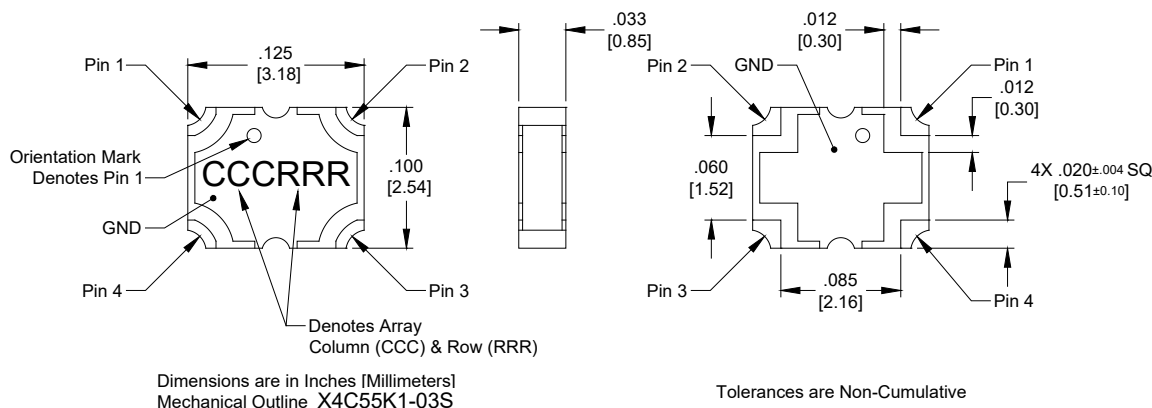 .125
[3.18]
Pin 1
Pin 2
Orientation Mark
Denotes Pin 1
CCCRRR
.100
[2.54]
GND
Pin 4
Pin 3
Denotes Array
Column (CCC) & Row (RRR)
Dimensions are in Inches [Millimeters]
Mechanical Outline X4C55K1-03S
.033
[0.85]
.012
[0.30]
Pin 2
GND
Pin 1
.012
[0.30]
.060
[1.52]
4X .020±.004 SQ
[0.51±0.10]
Pin 3
.085
[2.16]
Pin 4
Tolerances are Non-Cumulative